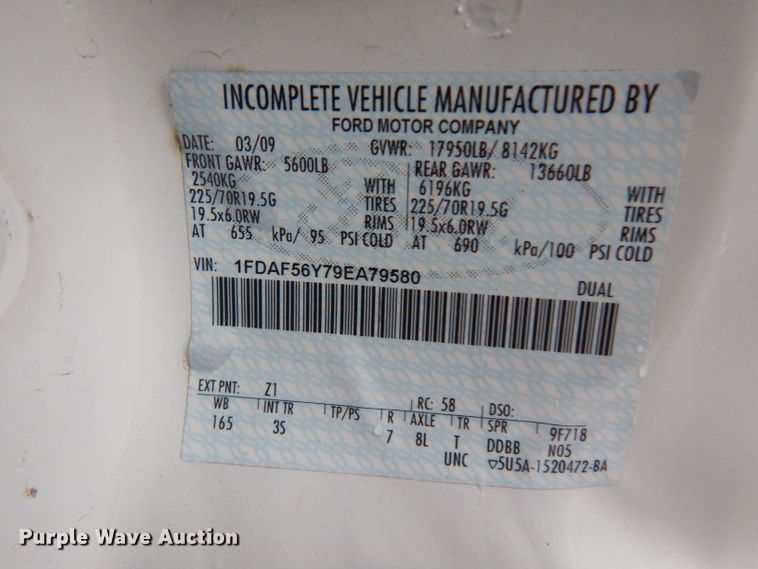 INCOMPLETE VEHICLE MANUFACTURED BY
FORD MOTOR COMPANY
DATE: 03/09 GVWR: 17950LB/ 8142KG
FRONT GAWR: 5600LB REAR GAWR: 13660LB
2540KG WITH 6196KG WITH
225/70R19.5G TIRES 225/70R19.5G TIRES
19.5x6.0RW RIMS 19.5x6.0RW RIMS
AT 655 kPa/ 95 PSI COLD AT 690 kPa/100 PSI COLD
VIN: 1FDAF56Y79EA79580
DUAL
EXT PNT: Z1 RC: 58 DSO:
WB INT TR TP/PS R AXLE TR SPR 9F718
165 3S 7 8L T DDBB N05
UNC ▽5U5A-1520472-BA
Purple Wave Auction